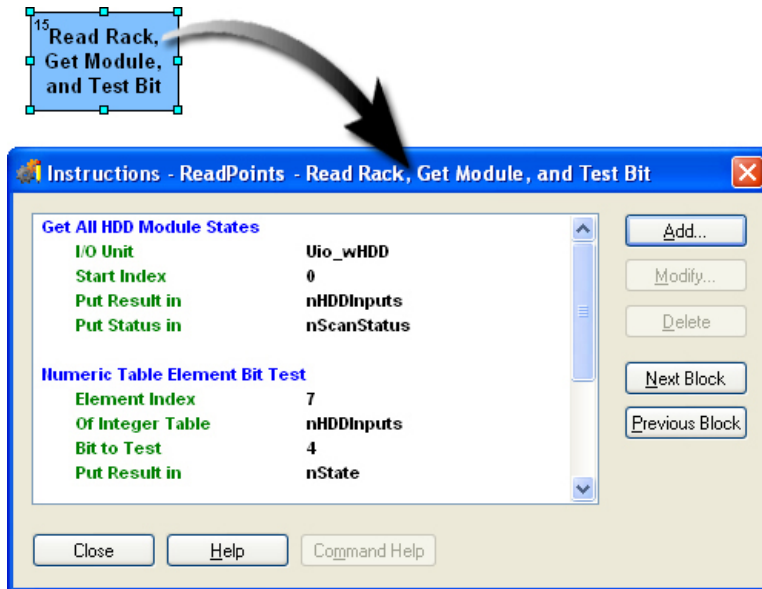 15
Read Rack,
Get Module,
and Test Bit
Instructions - ReadPoints - Read Rack, Get Module, and Test Bit
Get All HDD Module States
I/O Unit Uio_wHDD
Start Index 0
Put Result in nHDDInputs
Put Status in nScanStatus
Numeric Table Element Bit Test
Element Index 7
Of Integer Table nHDDInputs
Bit to Test 4
Put Result in nState
Add...
Modify...
Delete
Next Block
Previous Block
Close Help Command Help